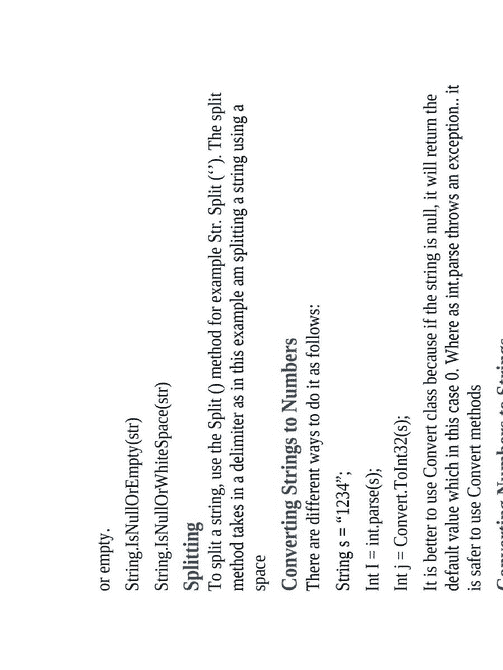 or empty.
String.IsNullOrEmpty(str)
String.IsNullOrWhiteSpace(str)
Splitting
To split a string, use the Split () method for example Str. Split (‘’). The split
method takes in a delimiter as in this example am splitting a string using a
space
Converting Strings to Numbers
There are different ways to do it as follows:
String s = “1234”;
Int I = int.parse(s);
Int j = Convert.ToInt32(s);
It is better to use Convert class because if the string is null, it will return the
default value which in this case 0. Where as int.parse throws an exception.. it
is safer to use Convert methods
Converting Numbers to Strings